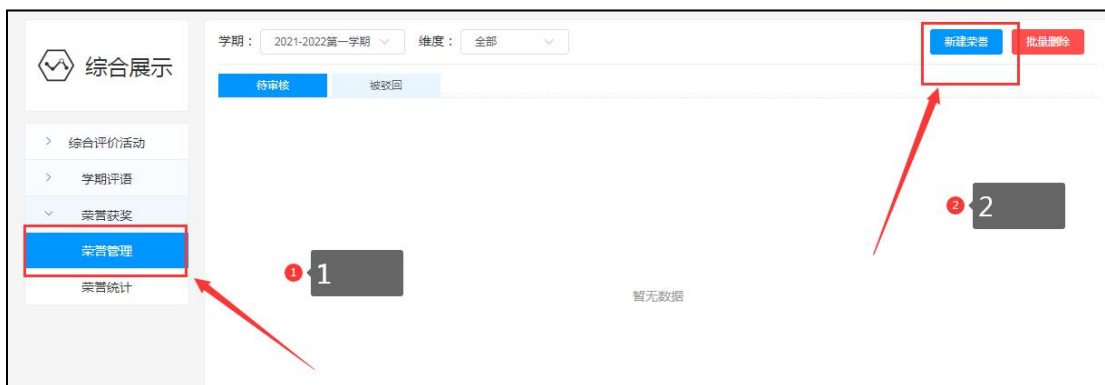 综合展示
综合评价活动
学期评语
荣誉获奖
荣誉管理
荣誉统计
学期： 2021-2022第一学期 维度： 全部 新建荣誉 批量删除
待审核 被驳回
1 1
2 2
暂无数据